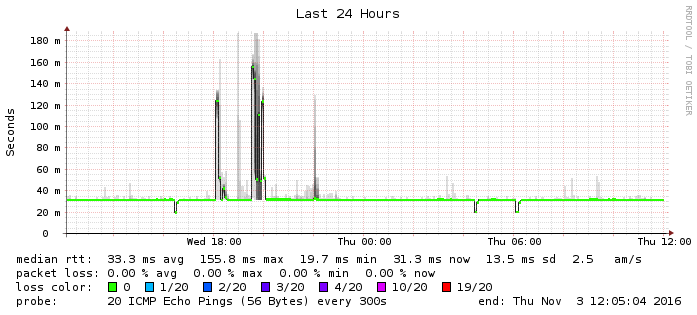 Last 24 Hours
RRDTOOL / TOBI OETIKER
Seconds
180 m
160 m
140 m
120 m
100 m
80 m
60 m
40 m
20 m
0
Wed 18:00 Thu 00:00 Thu 06:00 Thu 12:00
median rtt: 33.3 ms avg 155.8 ms max 19.7 ms min 31.3 ms now 13.5 ms sd 2.5 am/s
packet loss: 0.00 % avg 0.00 % max 0.00 % min 0.00 % now
loss color: 0 1/20 2/20 3/20 4/20 10/20 19/20
probe: 20 ICMP Echo Pings (56 Bytes) every 300s end: Thu Nov 3 12:05:04 2016